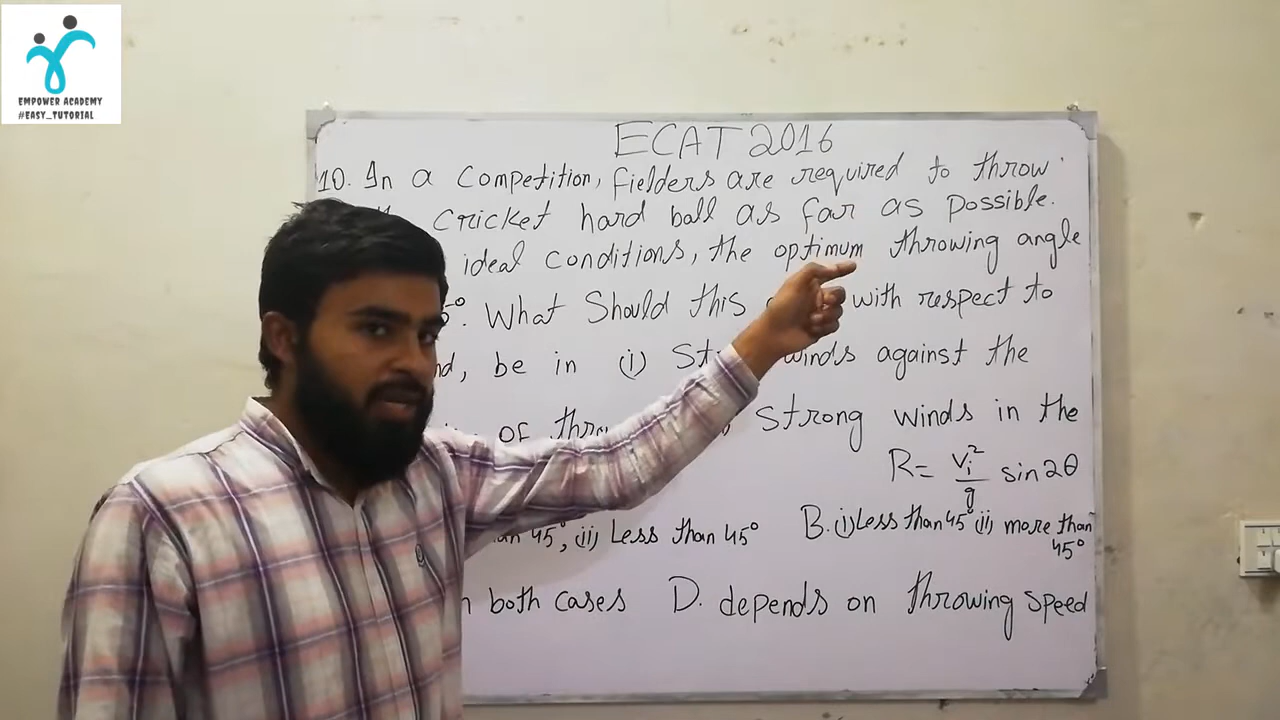 EMPOWER ACADEMY
#EASY_TUTORIAL
ECAT 2016
10. In a Competition, fielders are required to throw
Cricket hard ball as far as possible.
ideal conditions, the optimum throwing angle
5°. What Should this with respect to
be in (i) winds against the
of strong winds in the
R= vi²/g sin2θ
45°, (ii) Less than 45° B. (i) Less than 45° (ii) more than
45°
both cases D. depends on throwing speed